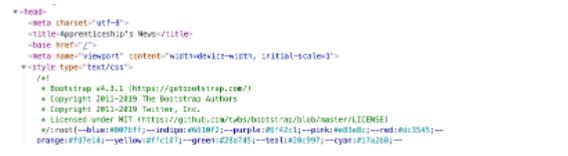 <head>
<meta charset="utf-8">
<title>Apprenticeship's News</title>
<base href="/">
<meta name="viewport" content="width=device-width, initial-scale=1">
<style type="text/css">
/*!
* Bootstrap v4.3.1 (https://getbootstrap.com/)
* Copyright 2011-2019 The Bootstrap Authors
* Copyright 2011-2019 Twitter, Inc.
* Licensed under MIT (https://github.com/twbs/bootstrap/blob/master/LICENSE)
*/:root{--blue:#007bff;--indigo:#6610f2;--purple:#6f42c1;--pink:#e83e8c;--red:#dc3545;--
orange:#fd7e14;--yellow:#ffc107;--green:#28a745;--teal:#20c997;--cyan:#17a2b8;--